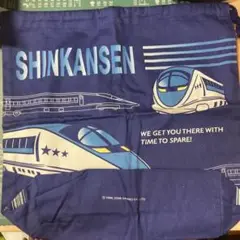 SHINKANSEN
WE GET YOU THERE WITH
TIME TO SPARE!